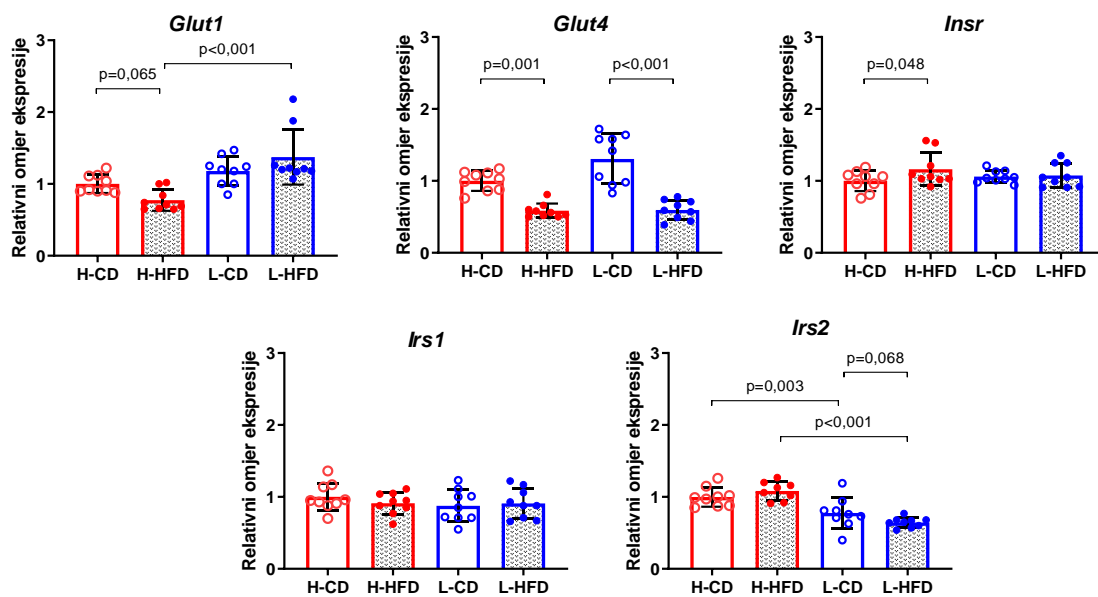 Glut1
Relativni omjer ekspresije
3
2
1
0
p<0,001
p=0,065
H-CD H-HFD L-CD L-HFD
Glut4
Relativni omjer ekspresije
3
2
1
0
p=0,001 p<0,001
H-CD H-HFD L-CD L-HFD
Insr
Relativni omjer ekspresije
3
2
1
0
p=0,048
H-CD H-HFD L-CD L-HFD
Irs1
Relativni omjer ekspresije
3
2
1
0
H-CD H-HFD L-CD L-HFD
Irs2
Relativni omjer ekspresije
3
2
1
0
p=0,068
p=0,003
p<0,001
H-CD H-HFD L-CD L-HFD